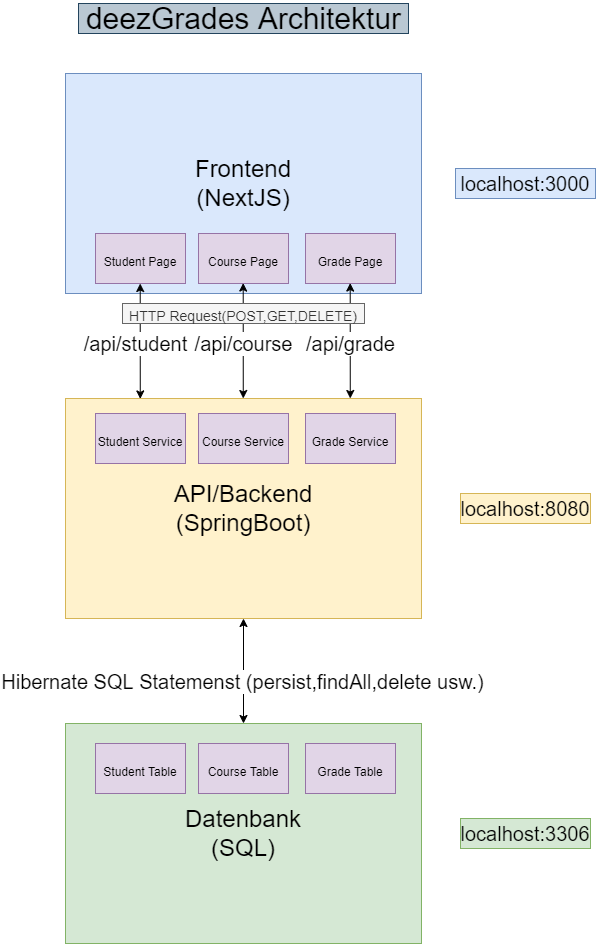 deezGrades Architektur
Frontend
(NextJS)
localhost:3000
Student Page
Course Page
Grade Page
HTTP Request(POST,GET,DELETE)
/api/student
/api/course
/api/grade
Student Service
Course Service
Grade Service
API/Backend
(SpringBoot)
localhost:8080
Hibernate SQL Statemenst (persist,findAll,delete usw.)
Student Table
Course Table
Grade Table
Datenbank
(SQL)
localhost:3306